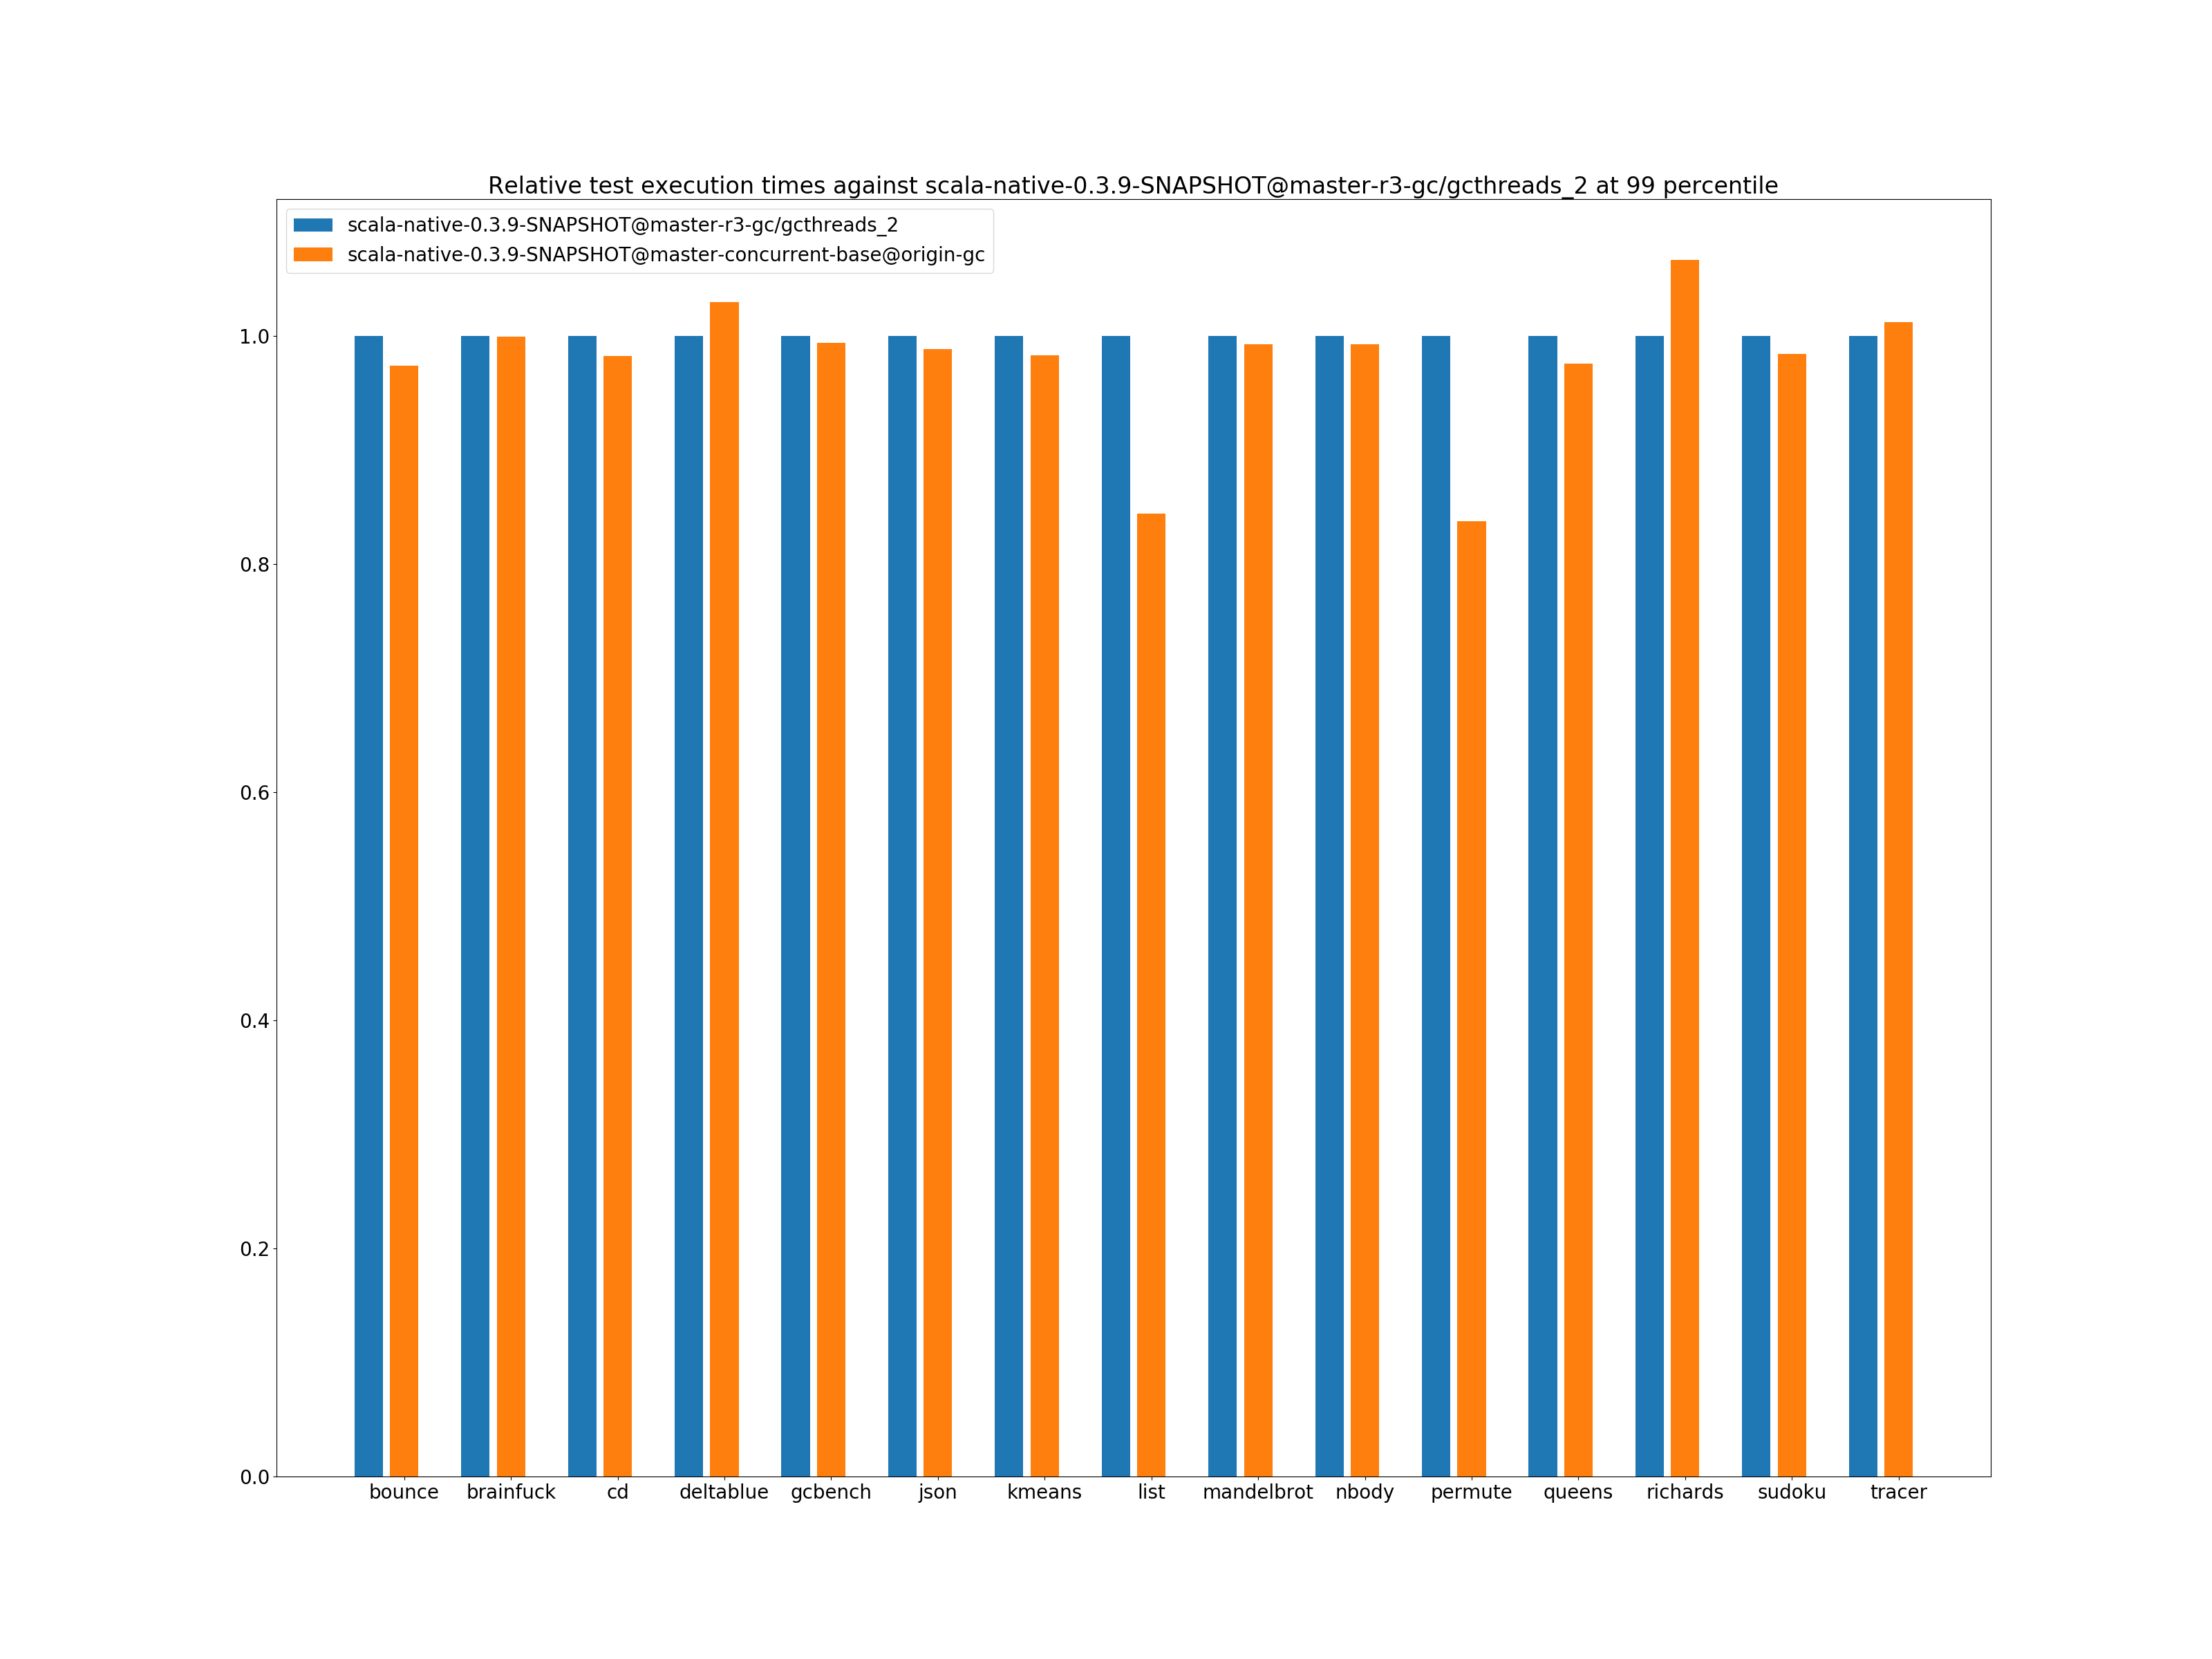 Relative test execution times against scala-native-0.3.9-SNAPSHOT@master-r3-gc/gcthreads_2 at 99 percentile
scala-native-0.3.9-SNAPSHOT@master-r3-gc/gcthreads_2
scala-native-0.3.9-SNAPSHOT@master-concurrent-base@origin-gc
1.0
0.8
0.6
0.4
0.2
0.0
bounce brainfuck cd deltablue gcbench json kmeans list mandelbrot nbody permute queens richards sudoku tracer